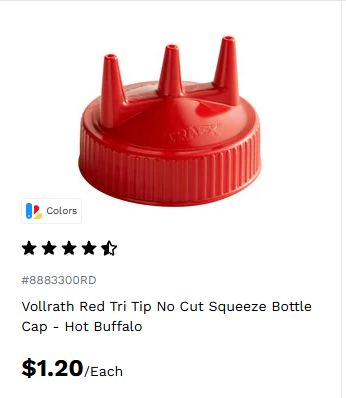 Colors
#8883300RD
Vollrath Red Tri Tip No Cut Squeeze Bottle
Cap - Hot Buffalo
$1.20/Each